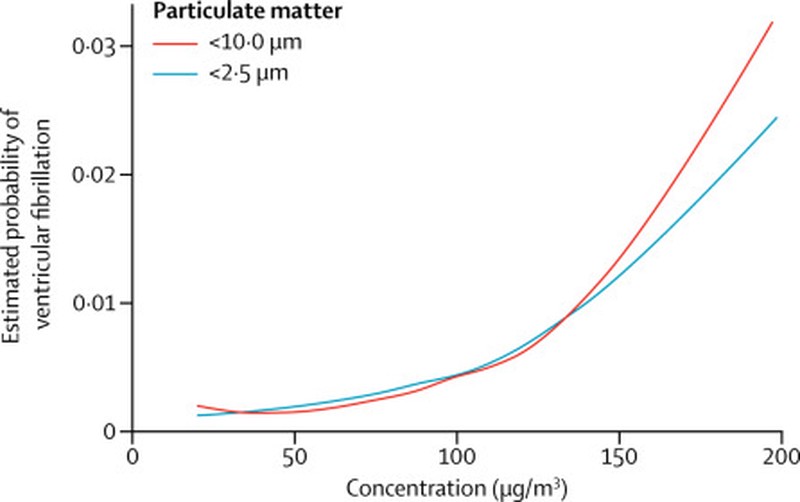 Particulate matter
<10·0 µm
<2·5 µm
Estimated probability of
ventricular fibrillation
0·03
0·02
0·01
0
0
50
100
150
200
Concentration (µg/m³)